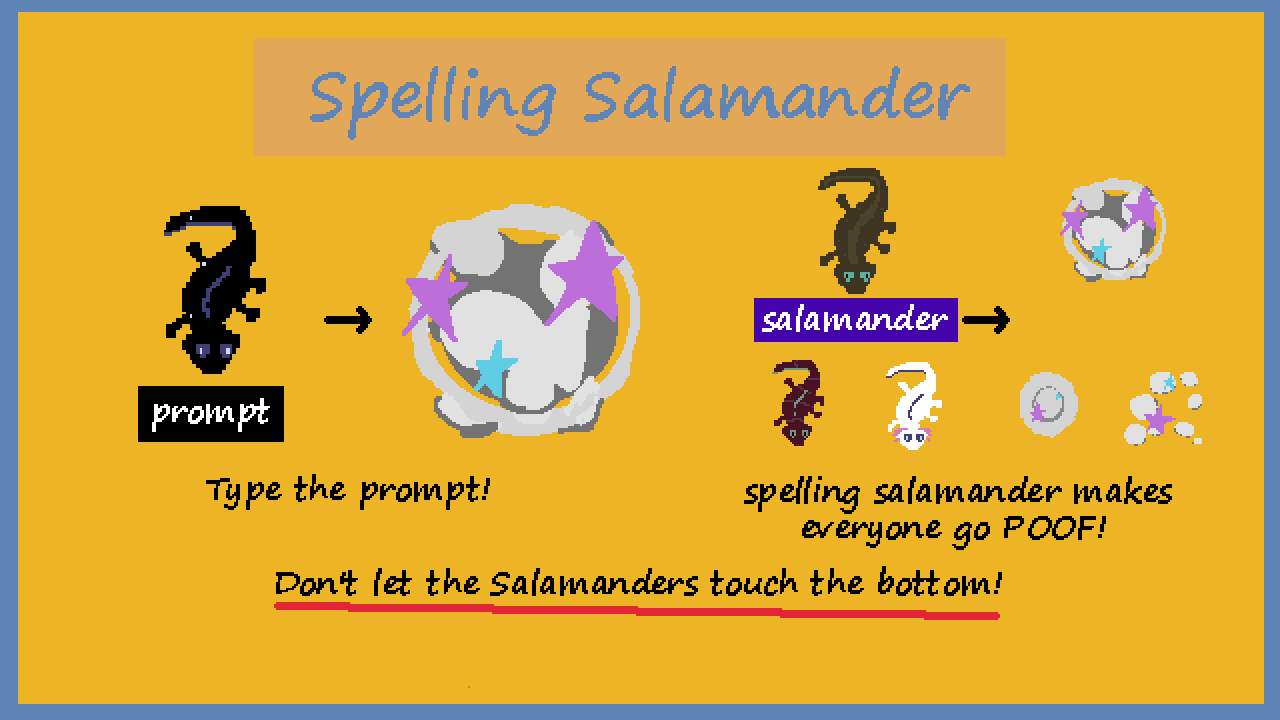 Spelling Salamander
salamander
prompt
Type the prompt!
spelling salamander makes
everyone go POOF!
Don't let the Salamanders touch the bottom!